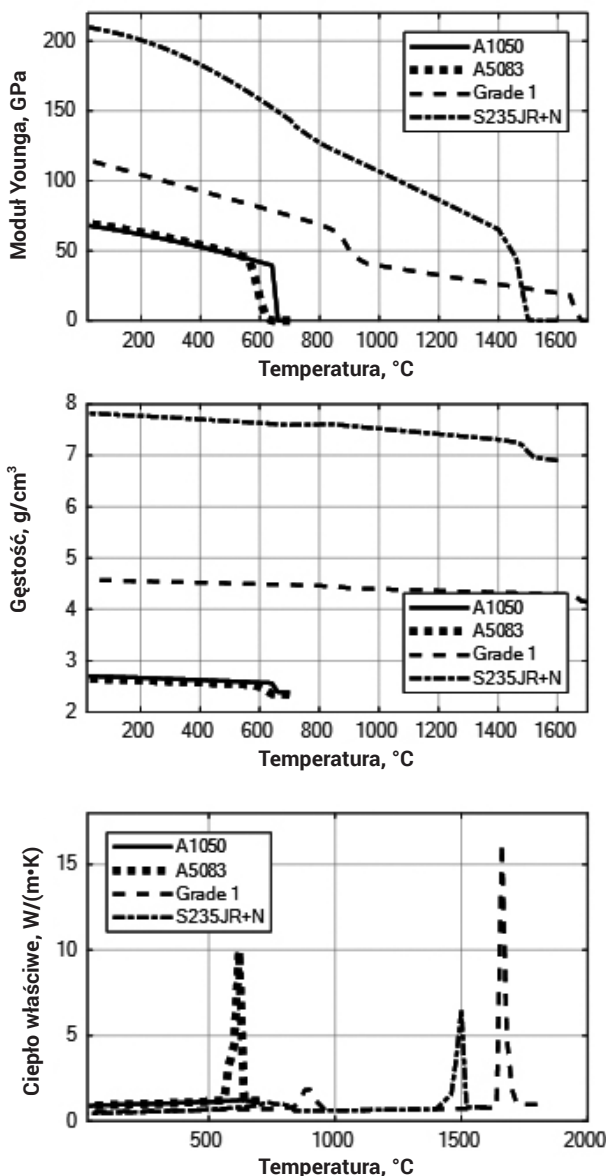 Moduł Younga, GPa
200
150
100
50
0
A1050
A5083
Grade 1
S235JR+N
200 400 600 800 1000 1200 1400 1600
Temperatura, °C
Gęstość, g/cm³
8
7
6
5
4
3
2
A1050
A5083
Grade 1
S235JR+N
200 400 600 800 1000 1200 1400 1600
Temperatura, °C
Ciepło właściwe, W/(m•K)
15
10
5
0
A1050
A5083
Grade 1
S235JR+N
500 1000 1500 2000
Temperatura, °C